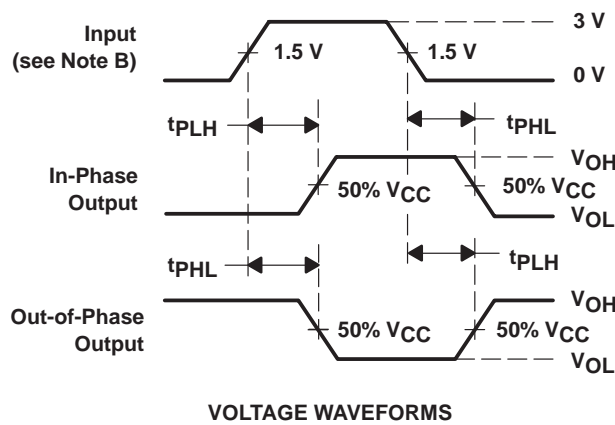 Input
(see Note B)
1.5 V
1.5 V
3 V
0 V
tPLH
tPHL
In-Phase
Output
50% VCC
VOH
50% VCC
VOL
tPHL
tPLH
Out-of-Phase
Output
50% VCC
VOH
50% VCC
VOL
VOLTAGE WAVEFORMS